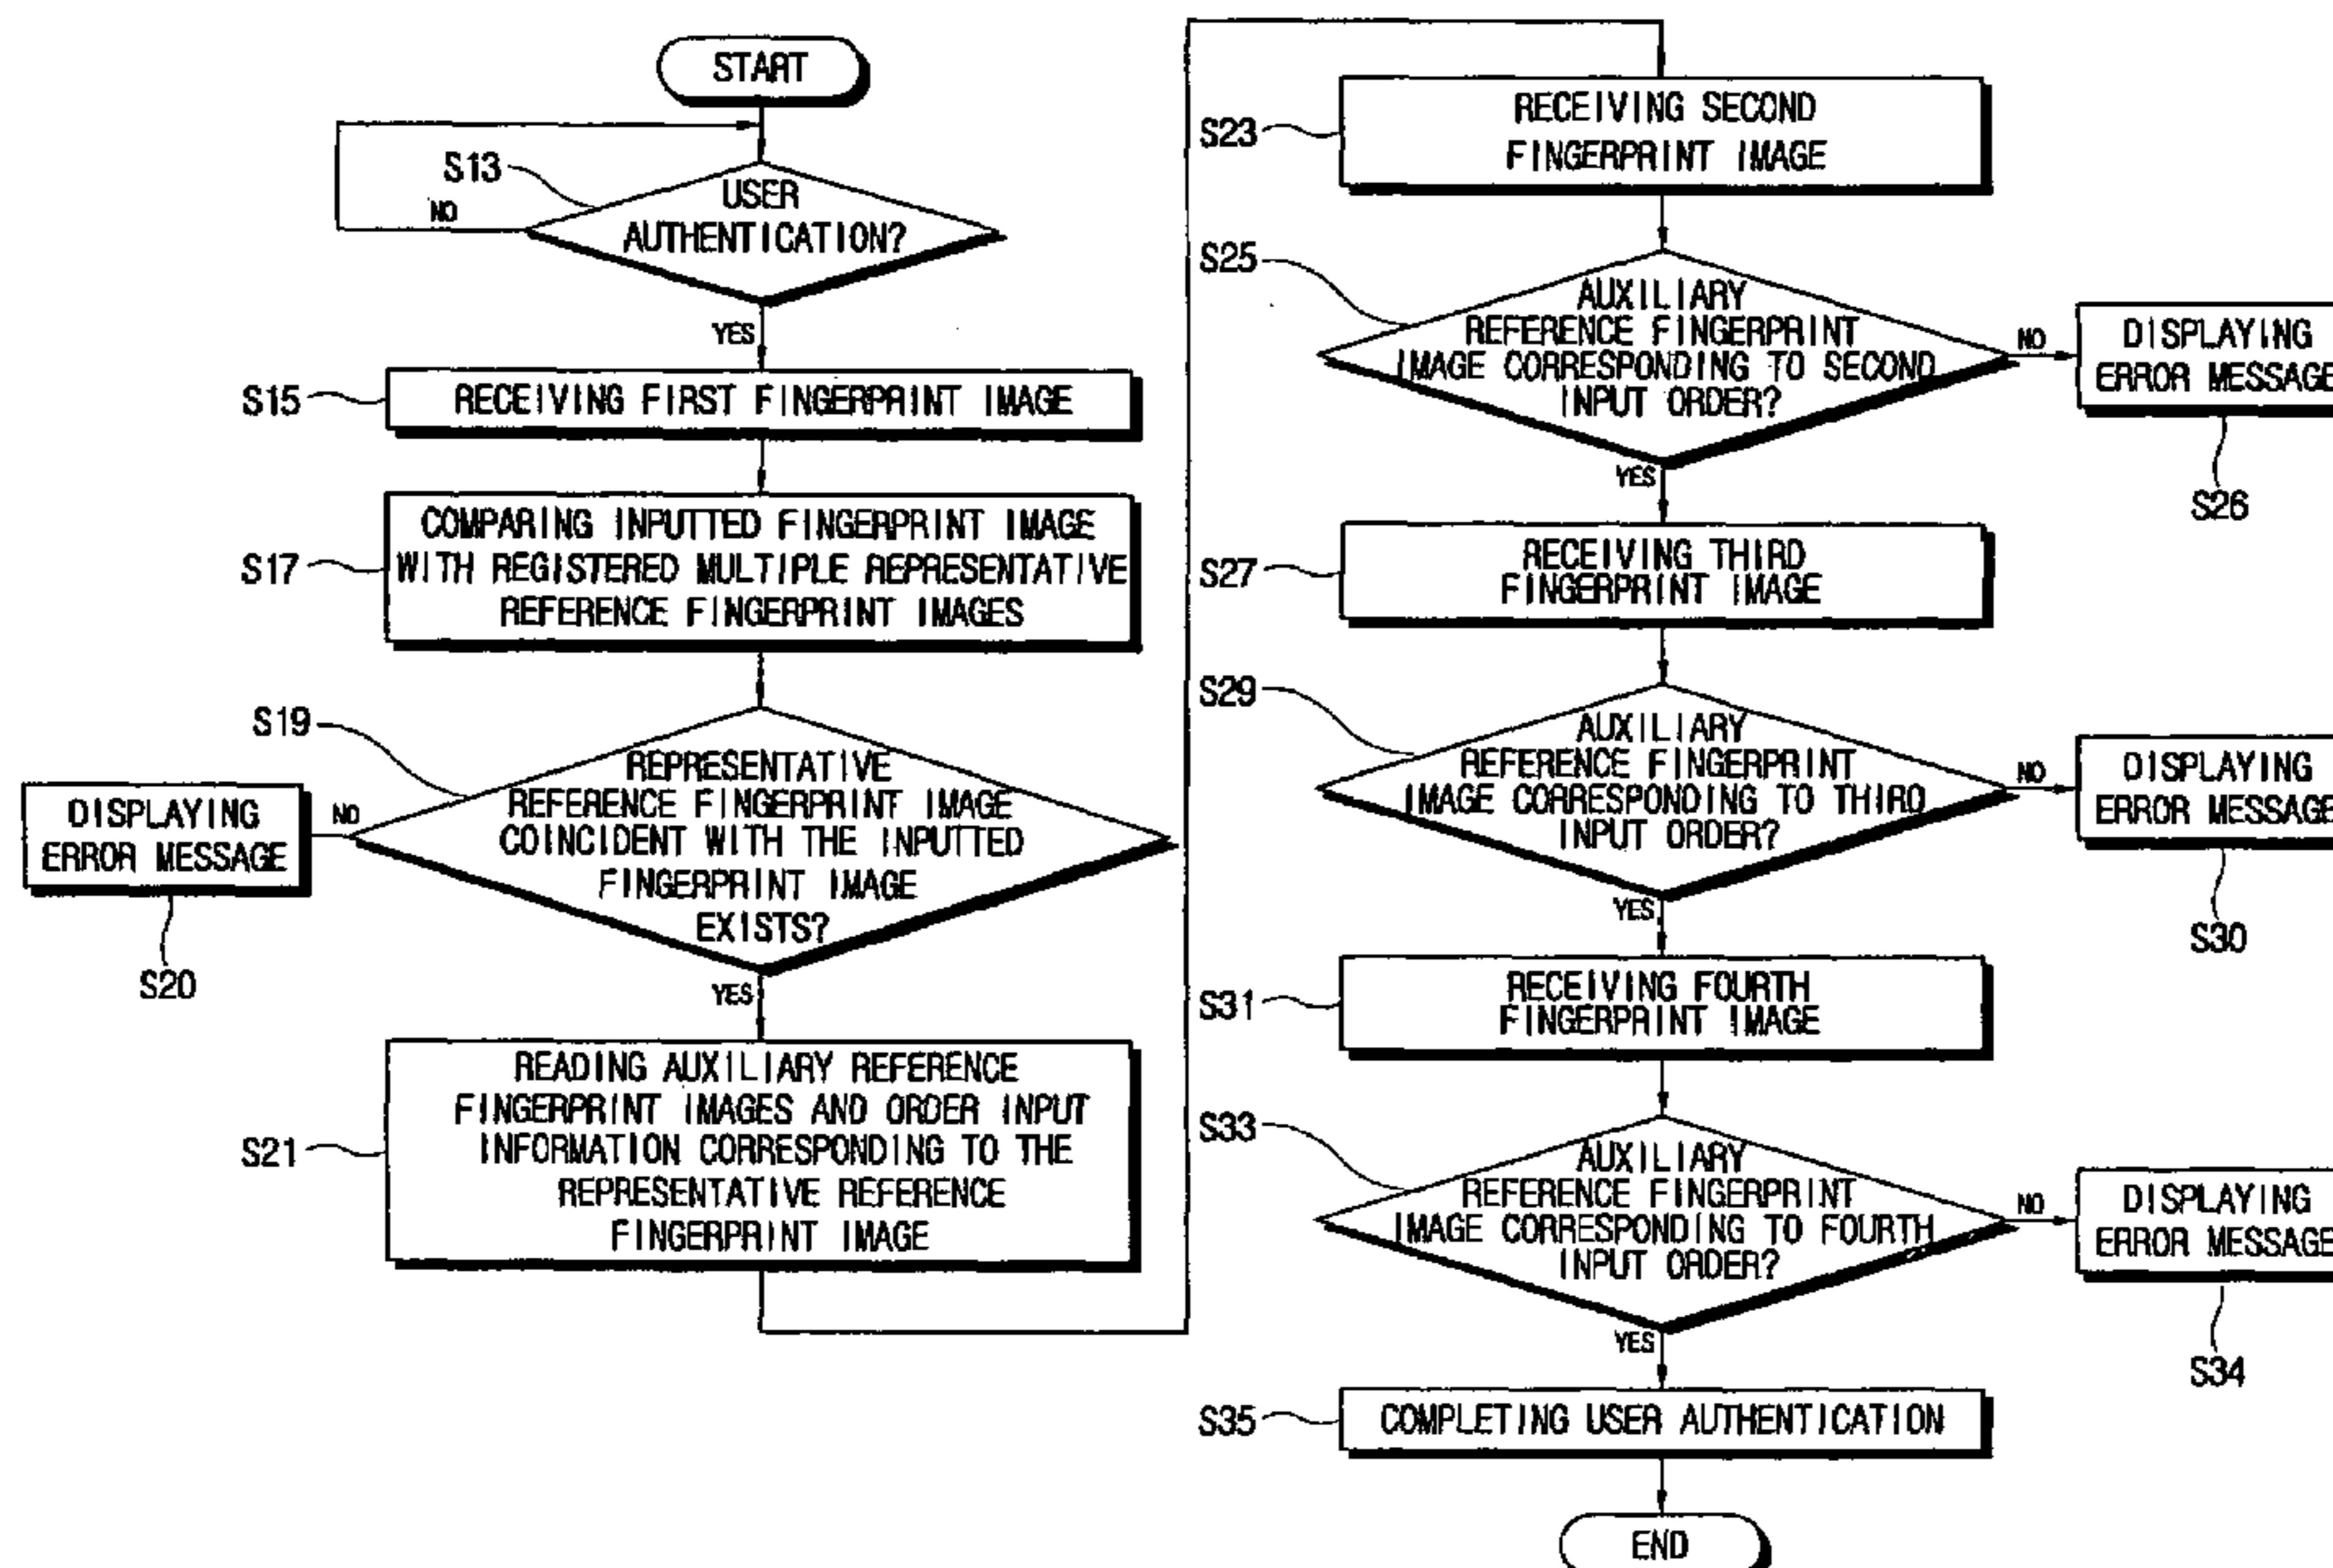 START
S13
USER
AUTHENTICATION?
NO
YES
S15
RECEIVING FIRST FINGERPRINT IMAGE
S17
COMPARING INPUTTED FINGERPRINT IMAGE
WITH REGISTERED MULTIPLE REPRESENTATIVE
REFERENCE FINGERPRINT IMAGES
S19
REPRESENTATIVE
REFERENCE FINGERPRINT IMAGE
COINCIDENT WITH THE INPUTTED
FINGERPRINT IMAGE
EXISTS?
NO
DISPLAYING
ERROR MESSAGE
S20
YES
S21
READING AUXILIARY REFERENCE
FINGERPRINT IMAGES AND ORDER INPUT
INFORMATION CORRESPONDING TO THE
REPRESENTATIVE REFERENCE
FINGERPRINT IMAGE
S23
RECEIVING SECOND
FINGERPRINT IMAGE
S25
AUXILIARY
REFERENCE FINGERPRINT
IMAGE CORRESPONDING TO SECOND
INPUT ORDER?
NO
DISPLAYING
ERROR MESSAGE
S26
YES
S27
RECEIVING THIRD
FINGERPRINT IMAGE
S29
AUXILIARY
REFERENCE FINGERPRINT
IMAGE CORRESPONDING TO THIRD
INPUT ORDER?
NO
DISPLAYING
ERROR MESSAGE
S30
YES
S31
RECEIVING FOURTH
FINGERPRINT IMAGE
S33
AUXILIARY
REFERENCE FINGERPRINT
IMAGE CORRESPONDING TO FOURTH
INPUT ORDER?
NO
DISPLAYING
ERROR MESSAGE
S34
YES
S35
COMPLETING USER AUTHENTICATION
END